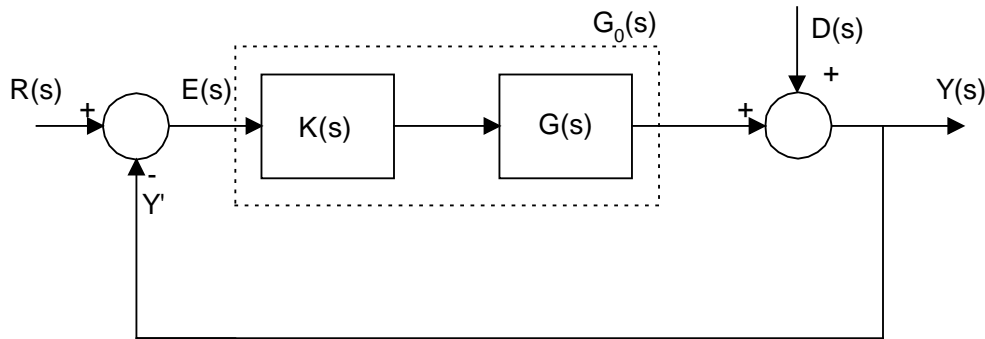 G₀(s)
D(s)
R(s)
+
E(s)
K(s)
G(s)
+
+
Y(s)
-
Y'